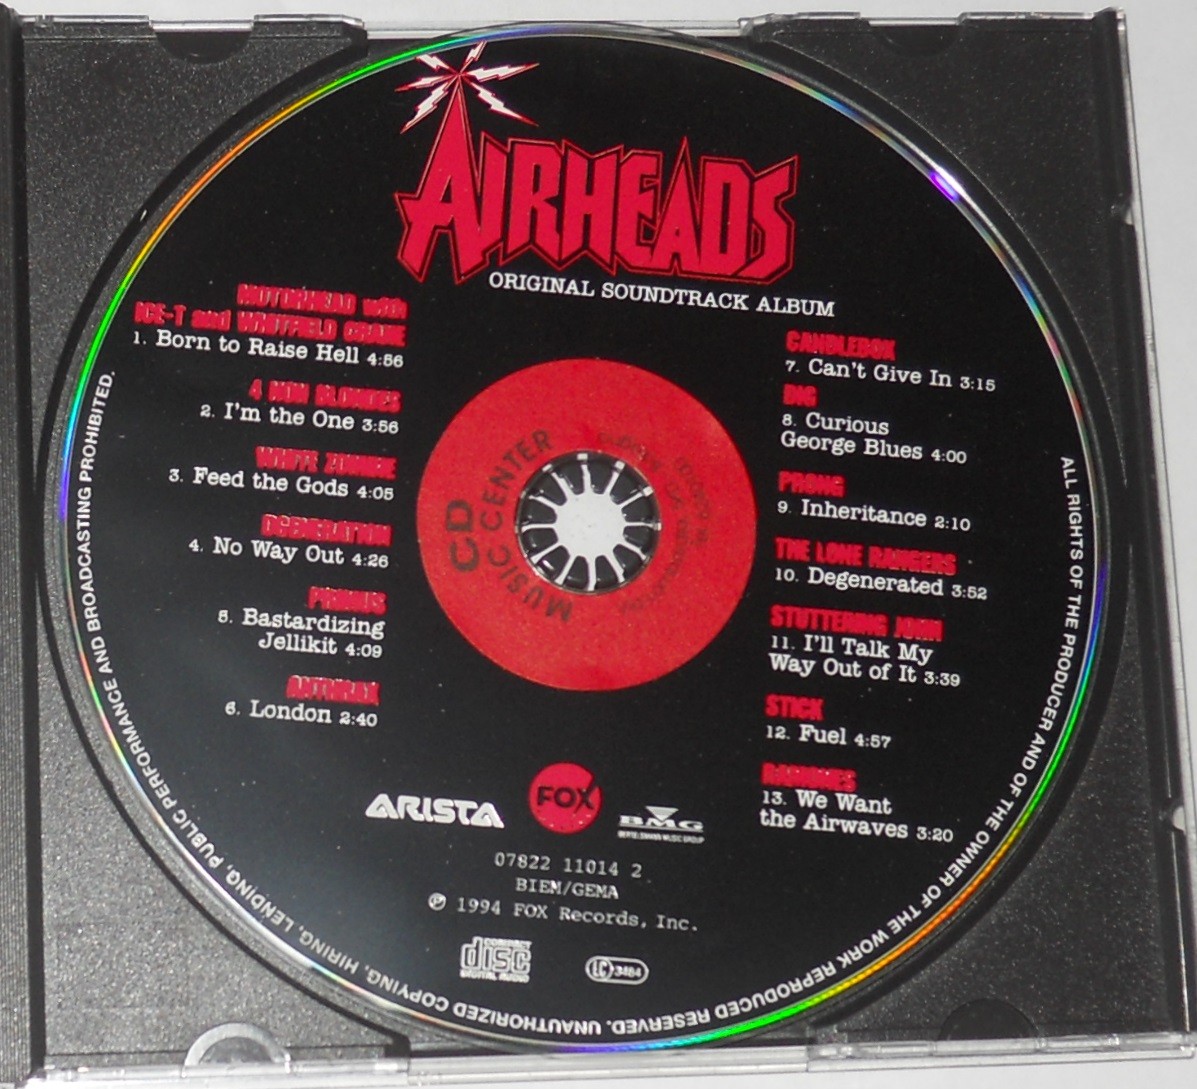 AIRHEADS
ORIGINAL SOUNDTRACK ALBUM
MOTORHEAD with
ICE-T and WHITFIELD CRANE
1. Born to Raise Hell 4:56
4 NON BLONDES
2. I'm the One 3:56
WHITE ZOMBIE
3. Feed the Gods 4:05
DGENERATION
4. No Way Out 4:26
PRIMUS
5. Bastardizing
Jellikit 4:09
ANTHRAX
6. London 2:40
CANDLEBOX
7. Can't Give In 3:15
DIG
8. Curious
George Blues 4:00
PRONG
9. Inheritance 2:10
THE LONE RANGERS
10. Degenerated 3:52
STUTTERING JOHN
11. I'll Talk My
Way Out of It 3:39
STICK
12. Fuel 4:57
RAMONES
13. We Want
the Airwaves 3:20
CD
MUSIC CENTER
ARISTA
FOX
BMG
BERTELSMANN MUSIC GROUP
07822 11014 2
BIEM/GEMA
℗ 1994 FOX Records, Inc.
COMPACT
disc
DIGITAL AUDIO
LC 3484
ALL RIGHTS OF THE PRODUCER AND OF THE OWNER OF THE WORK REPRODUCED RESERVED. UNAUTHORIZED COPYING, HIRING, LENDING, PUBLIC PERFORMANCE AND BROADCASTING PROHIBITED.